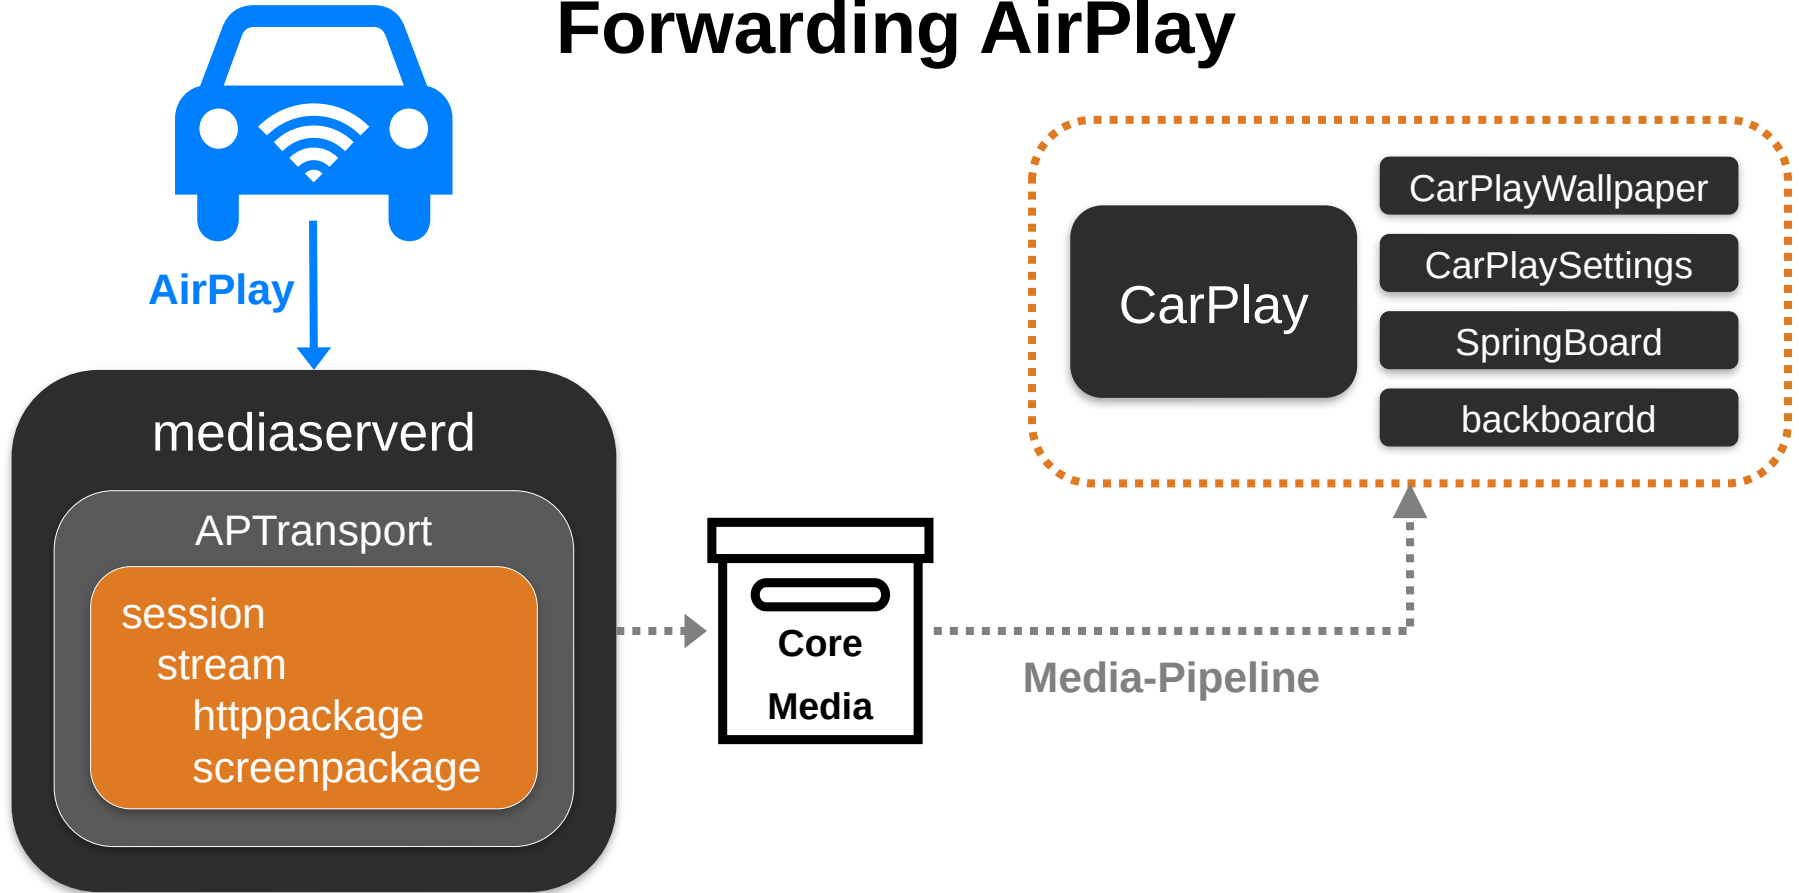 Forwarding AirPlay
AirPlay
mediaserverd
APTransport
session
stream
httppackage
screenpackage
Core
Media
Media-Pipeline
CarPlay
CarPlayWallpaper
CarPlaySettings
SpringBoard
backboardd